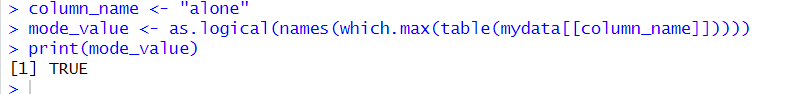 > column_name <- "alone"
> mode_value <- as.logical(names(which.max(table(mydata[[column_name]]))))
> print(mode_value)
[1] TRUE
>